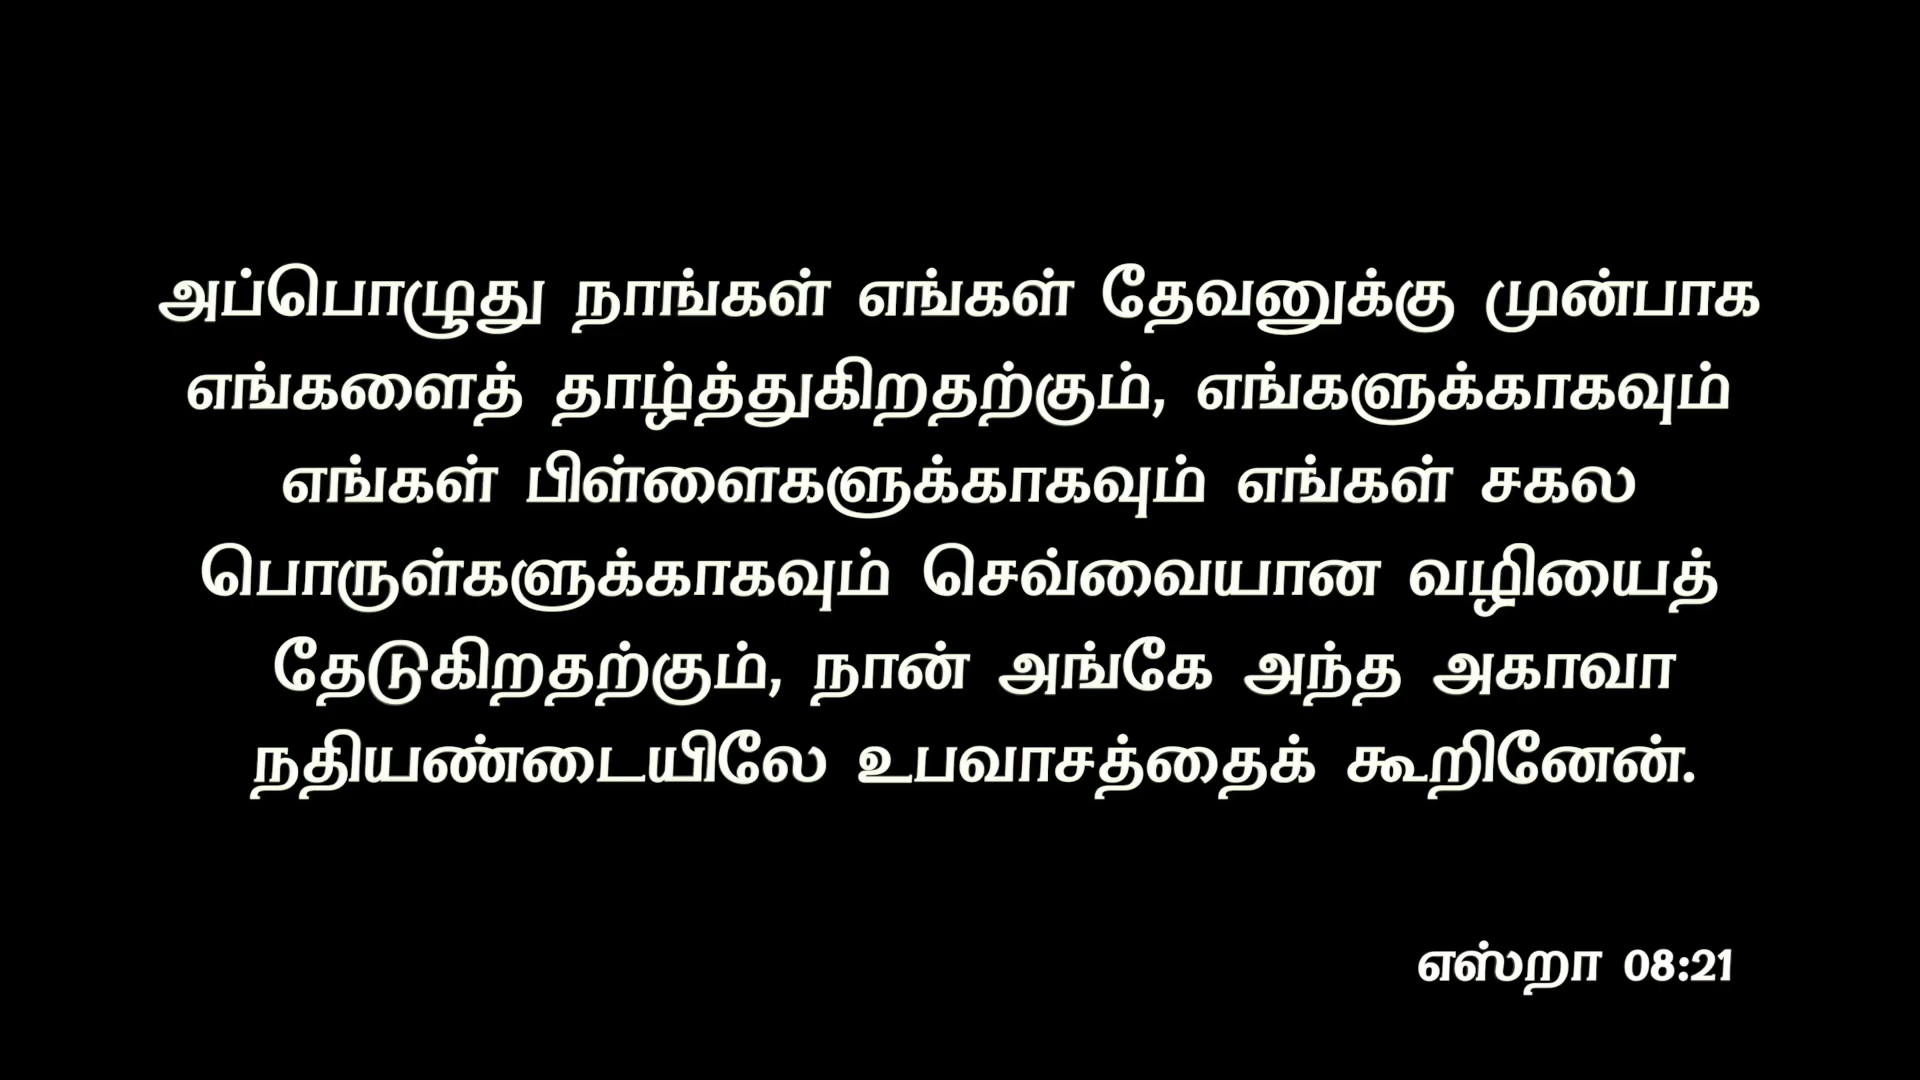 அப்பொழுது நாங்கள் எங்கள் தேவனுக்கு முன்பாக
எங்களைத் தாழ்த்துகிறதற்கும், எங்களுக்காகவும்
எங்கள் பிள்ளைகளுக்காகவும் எங்கள் சகல
பொருள்களுக்காகவும் செவ்வையான வழியைத்
தேடுகிறதற்கும், நான் அங்கே அந்த அகாவா
நதியண்டையிலே உபவாசத்தைக் கூறினேன்.
எஸ்றா 08:21